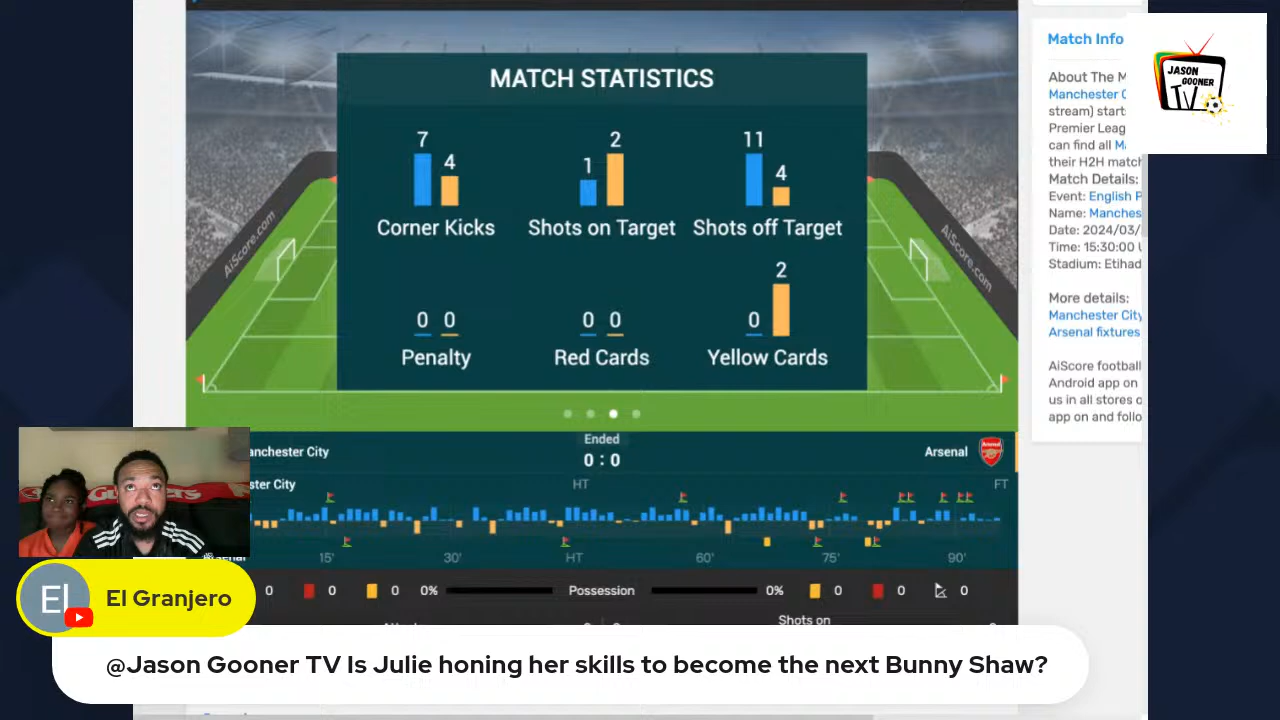 MATCH STATISTICS
7
4
Corner Kicks
1
2
Shots on Target
11
4
Shots off Target
0 0
Penalty
0 0
Red Cards
0 2
Yellow Cards
AiScore.com
AiScore.com
Ended
0 : 0
anchester City
Arsenal
ster City
HT
FT
15'
30'
HT
60'
75'
90'
0
0
0
0%
Possession
0%
0
0
0
Shots on
Match Info
About The M
Manchester C
stream) start
Premier Leag
can find all M
their H2H match
Match Details:
Event: English P
Name: Manches
Date: 2024/03/
Time: 15:30:00 U
Stadium: Etihad
More details:
Manchester City
Arsenal fixtures
AiScore football
Android app on
us in all stores o
app on and follo
JASON
GOONER
TV
El
El Granjero
@Jason Gooner TV Is Julie honing her skills to become the next Bunny Shaw?